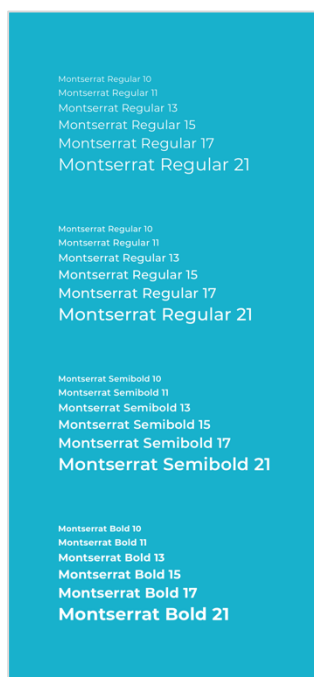 Montserrat Regular 10
Montserrat Regular 11
Montserrat Regular 13
Montserrat Regular 15
Montserrat Regular 17
Montserrat Regular 21
Montserrat Regular 10
Montserrat Regular 11
Montserrat Regular 13
Montserrat Regular 15
Montserrat Regular 17
Montserrat Regular 21
Montserrat Semibold 10
Montserrat Semibold 11
Montserrat Semibold 13
Montserrat Semibold 15
Montserrat Semibold 17
Montserrat Semibold 21
Montserrat Bold 10
Montserrat Bold 11
Montserrat Bold 13
Montserrat Bold 15
Montserrat Bold 17
Montserrat Bold 21